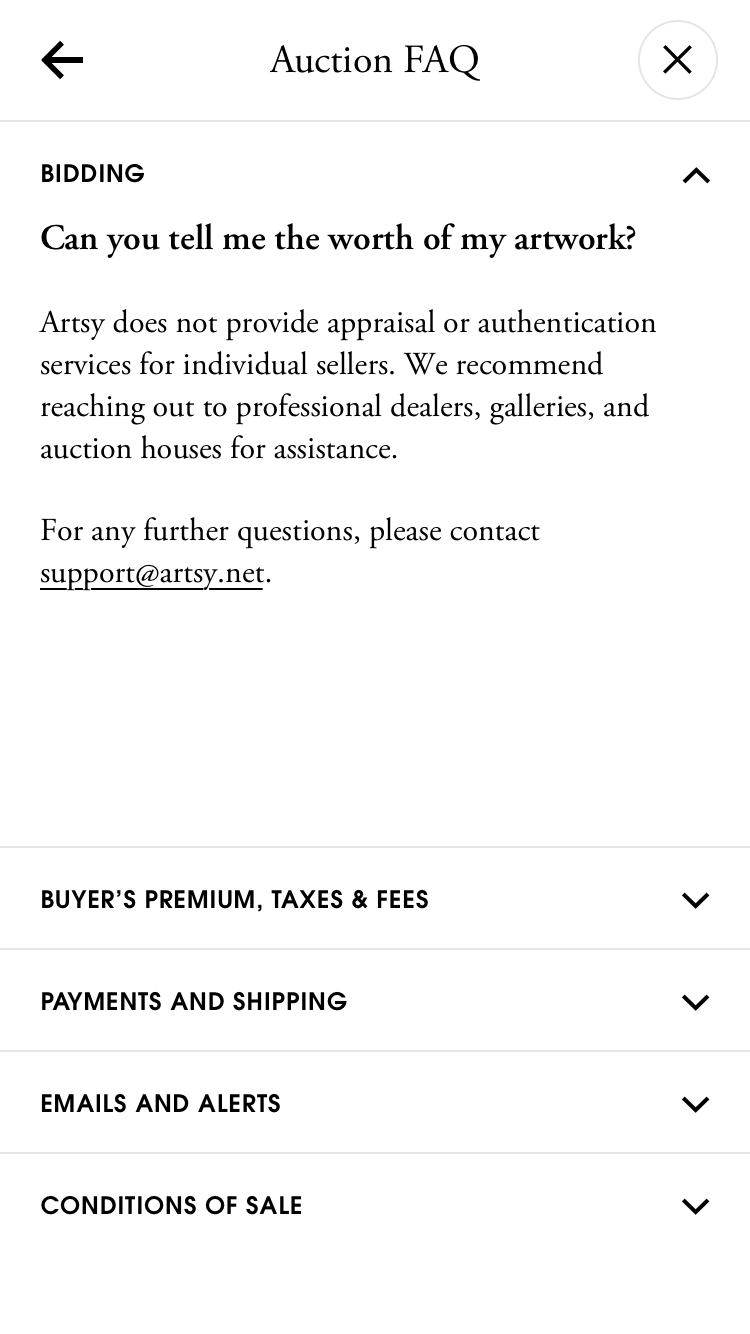 Auction FAQ
BIDDING
Can you tell me the worth of my artwork?
Artsy does not provide appraisal or authentication
services for individual sellers. We recommend
reaching out to professional dealers, galleries, and
auction houses for assistance.
For any further questions, please contact
support@artsy.net.
BUYER’S PREMIUM, TAXES & FEES
PAYMENTS AND SHIPPING
EMAILS AND ALERTS
CONDITIONS OF SALE